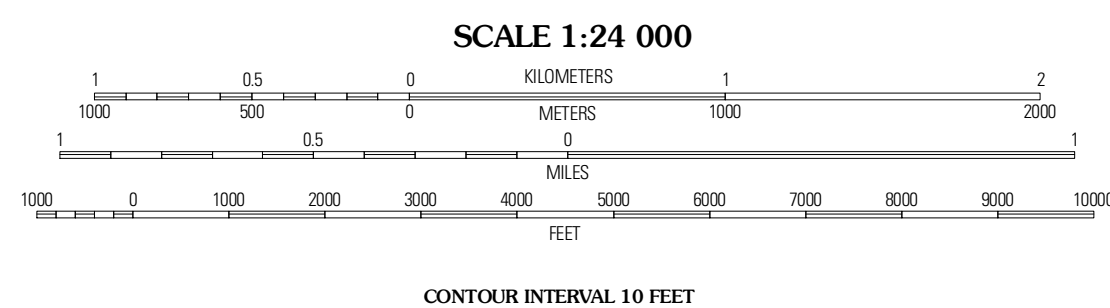 SCALE 1:24 000
1 0.5 0 KILOMETERS 1 2
1000 500 0 METERS 1000 2000
1 0.5 0 1
MILES
1000 0 1000 2000 3000 4000 5000 6000 7000 8000 9000 10000
FEET
CONTOUR INTERVAL 10 FEET